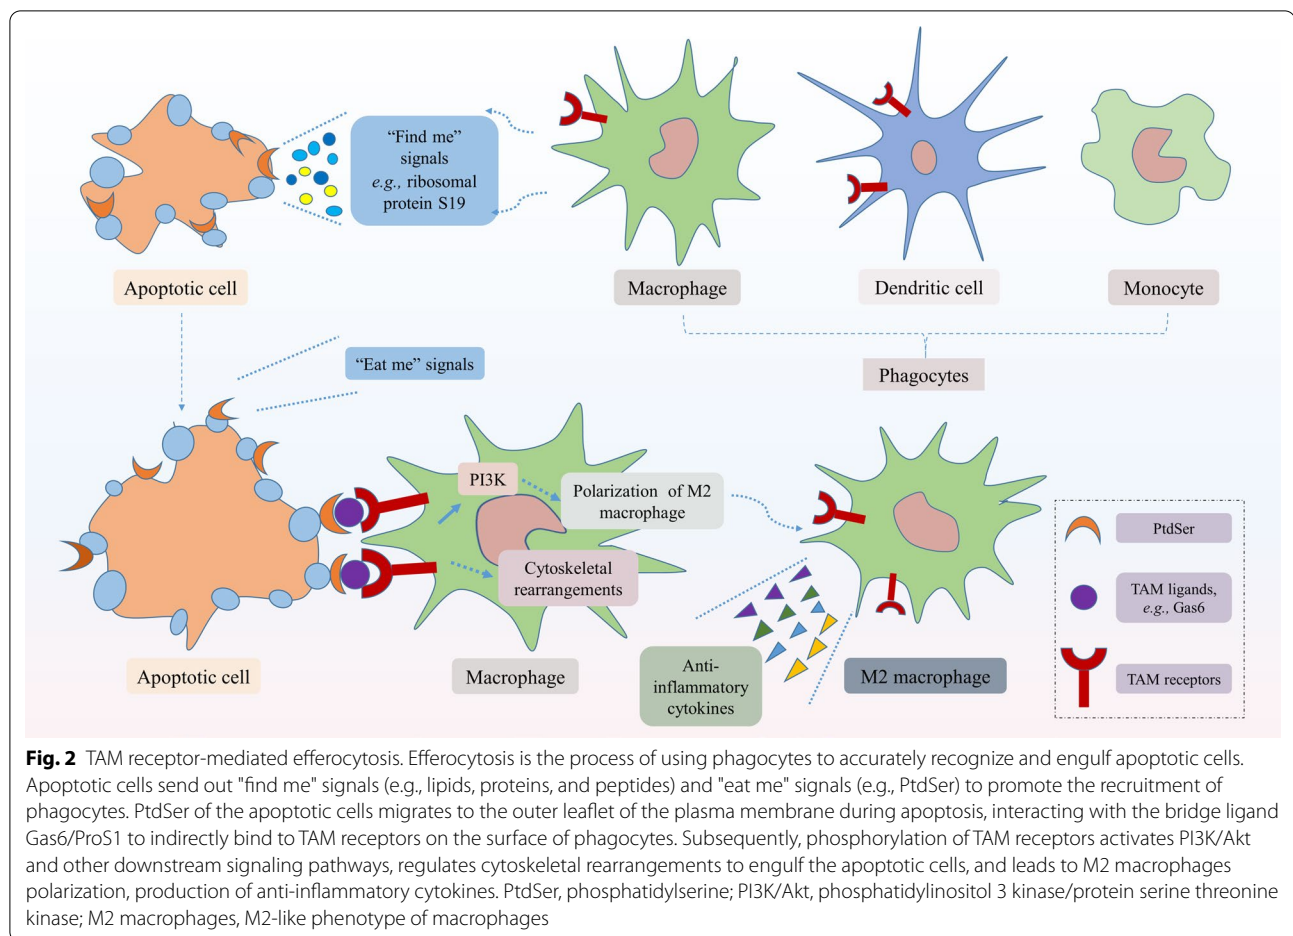 “Find me”
signals
e.g., ribosomal
protein S19
Apoptotic cell
Macrophage
Dendritic cell
Monocyte
“Eat me” signals
Phagocytes
PI3K
Polarization of M2
macrophage
Cytoskeletal
rearrangements
PtdSer
TAM ligands,
e.g., Gas6
TAM receptors
Apoptotic cell
Macrophage
Anti-
inflammatory
cytokines
M2 macrophage
Fig. 2 TAM receptor-mediated efferocytosis. Efferocytosis is the process of using phagocytes to accurately recognize and engulf apoptotic cells.
Apoptotic cells send out "find me" signals (e.g., lipids, proteins, and peptides) and "eat me" signals (e.g., PtdSer) to promote the recruitment of
phagocytes. PtdSer of the apoptotic cells migrates to the outer leaflet of the plasma membrane during apoptosis, interacting with the bridge ligand
Gas6/ProS1 to indirectly bind to TAM receptors on the surface of phagocytes. Subsequently, phosphorylation of TAM receptors activates PI3K/Akt
and other downstream signaling pathways, regulates cytoskeletal rearrangements to engulf the apoptotic cells, and leads to M2 macrophages
polarization, production of anti-inflammatory cytokines. PtdSer, phosphatidylserine; PI3K/Akt, phosphatidylinositol 3 kinase/protein serine threonine
kinase; M2 macrophages, M2-like phenotype of macrophages